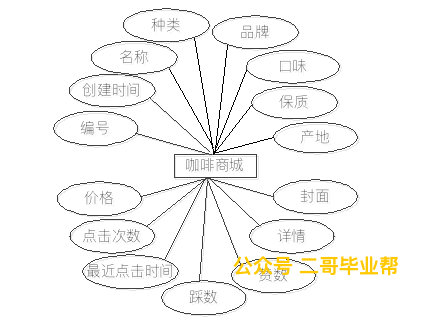 种类
品牌
名称
口味
创建时间
保质
编号
产地
咖啡商城
价格
封面
点击次数
详情
最近点击时间
赞数
踩数
公众号 二哥毕业帮